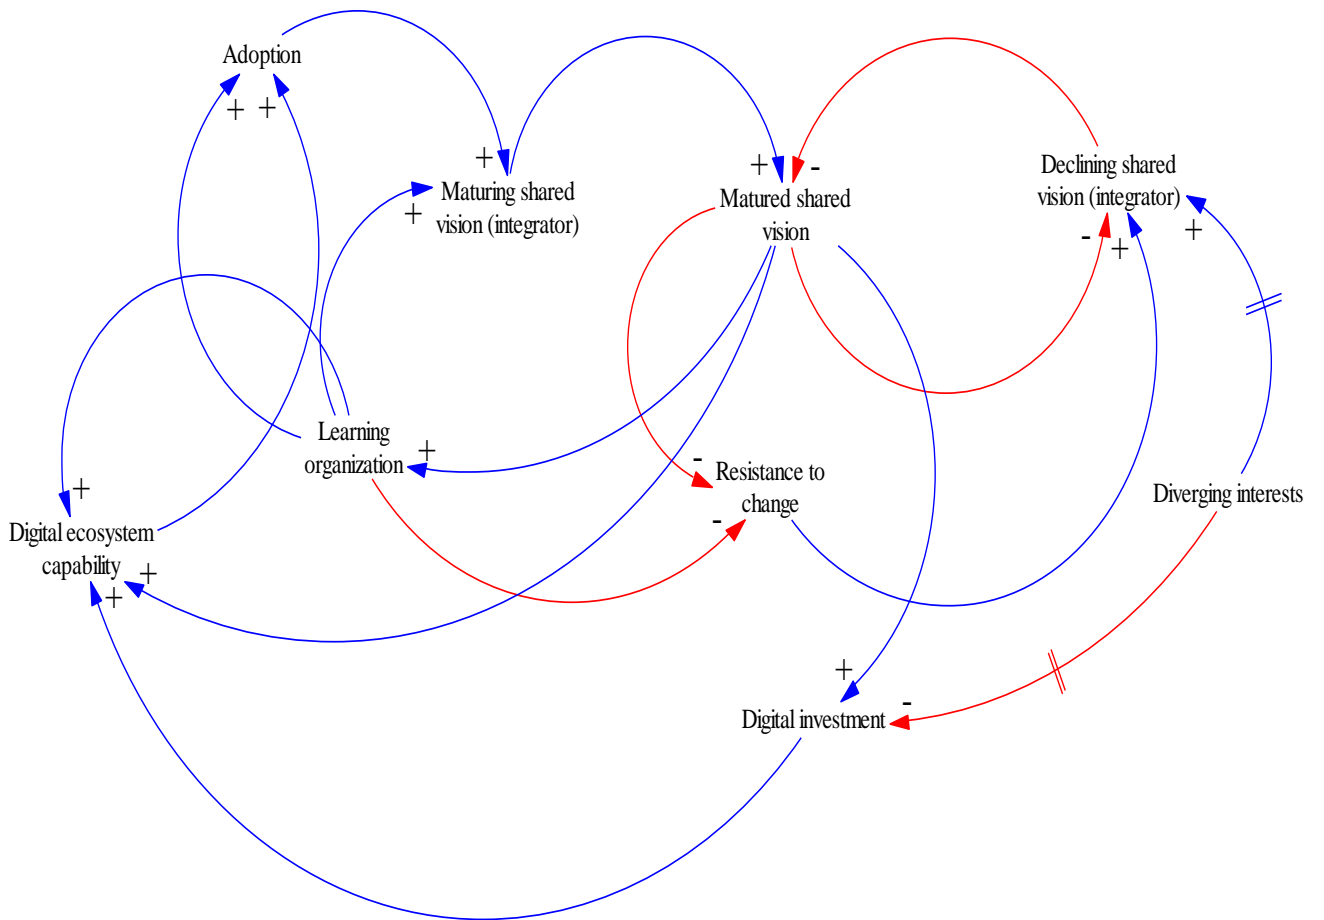 Adoption
+ +
+
Maturing shared
vision (integrator)
+
+ -
Matured shared
vision
Declining shared
vision (integrator)
- +
+
Learning
organization
+
-
Resistance to
change
-
Diverging interests
+
Digital ecosystem
capability
+
+
+
Digital investment
-